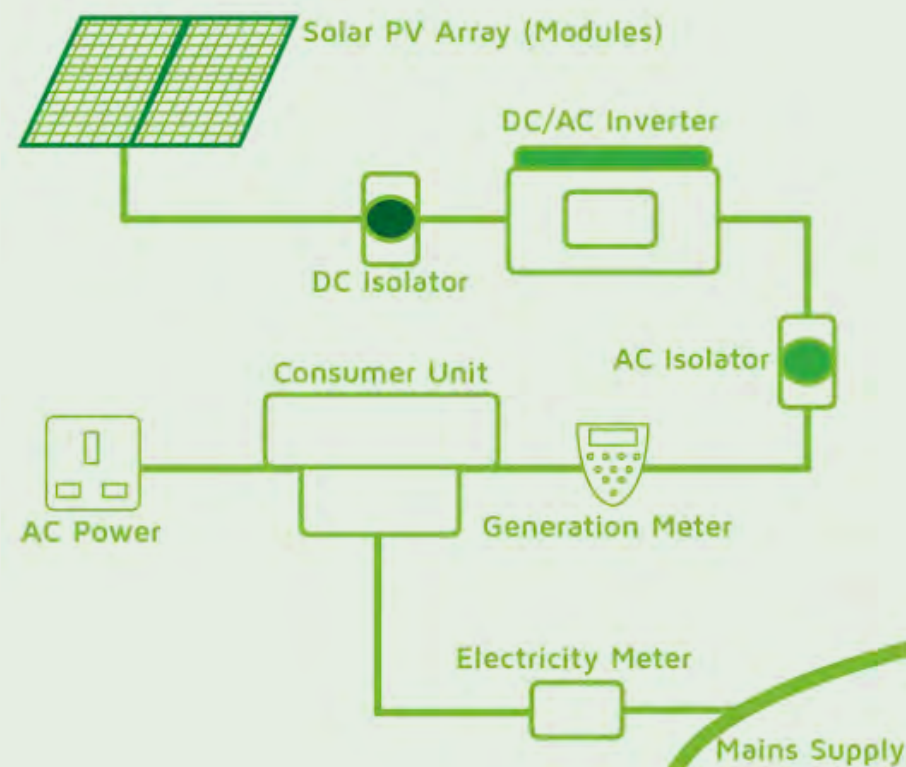 Solar PV Array (Modules)
DC/AC Inverter
DC Isolator
AC Isolator
Consumer Unit
AC Power
Generation Meter
Electricity Meter
Mains Supply